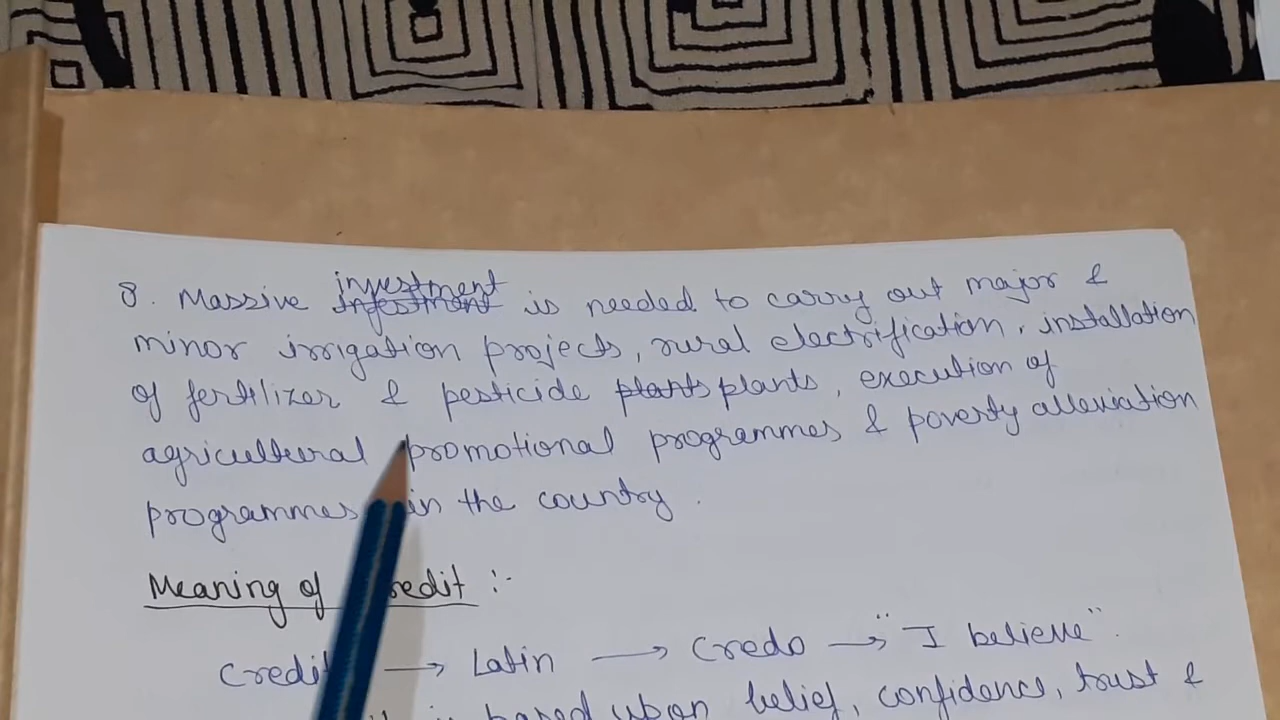 8. Massive investment is needed to carry out major &
minor irrigation projects, rural electrification, installation
of fertilizer & pesticide plants plants, execution of
agricultural promotional programmes & poverty alleviation
programmes in the country.
Meaning of Credit :-
Credit → Latin → Credo → "I believe".
is based upon belief, confidence, trust &